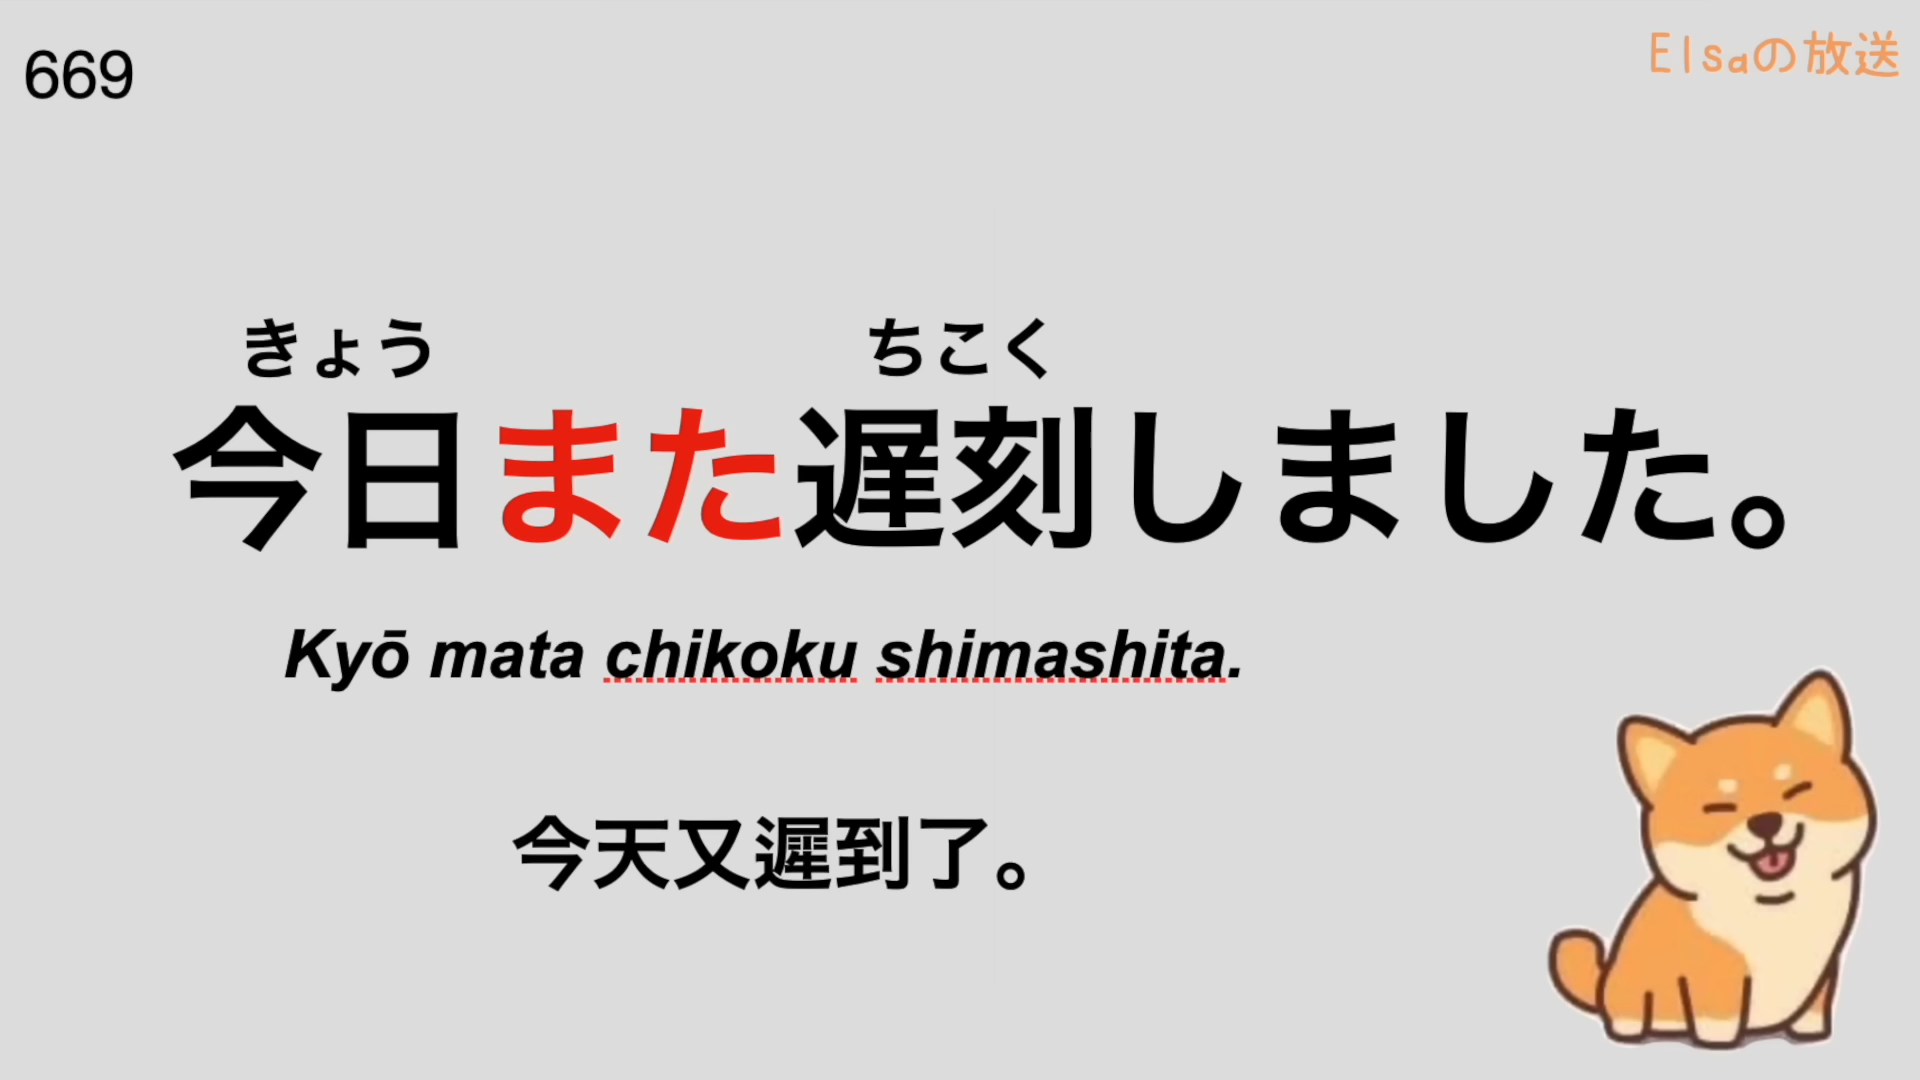 669
Elsaの放送
きょう ちこく
今日また遅刻しました。
Kyō mata chikoku shimashita.
今天又遲到了。